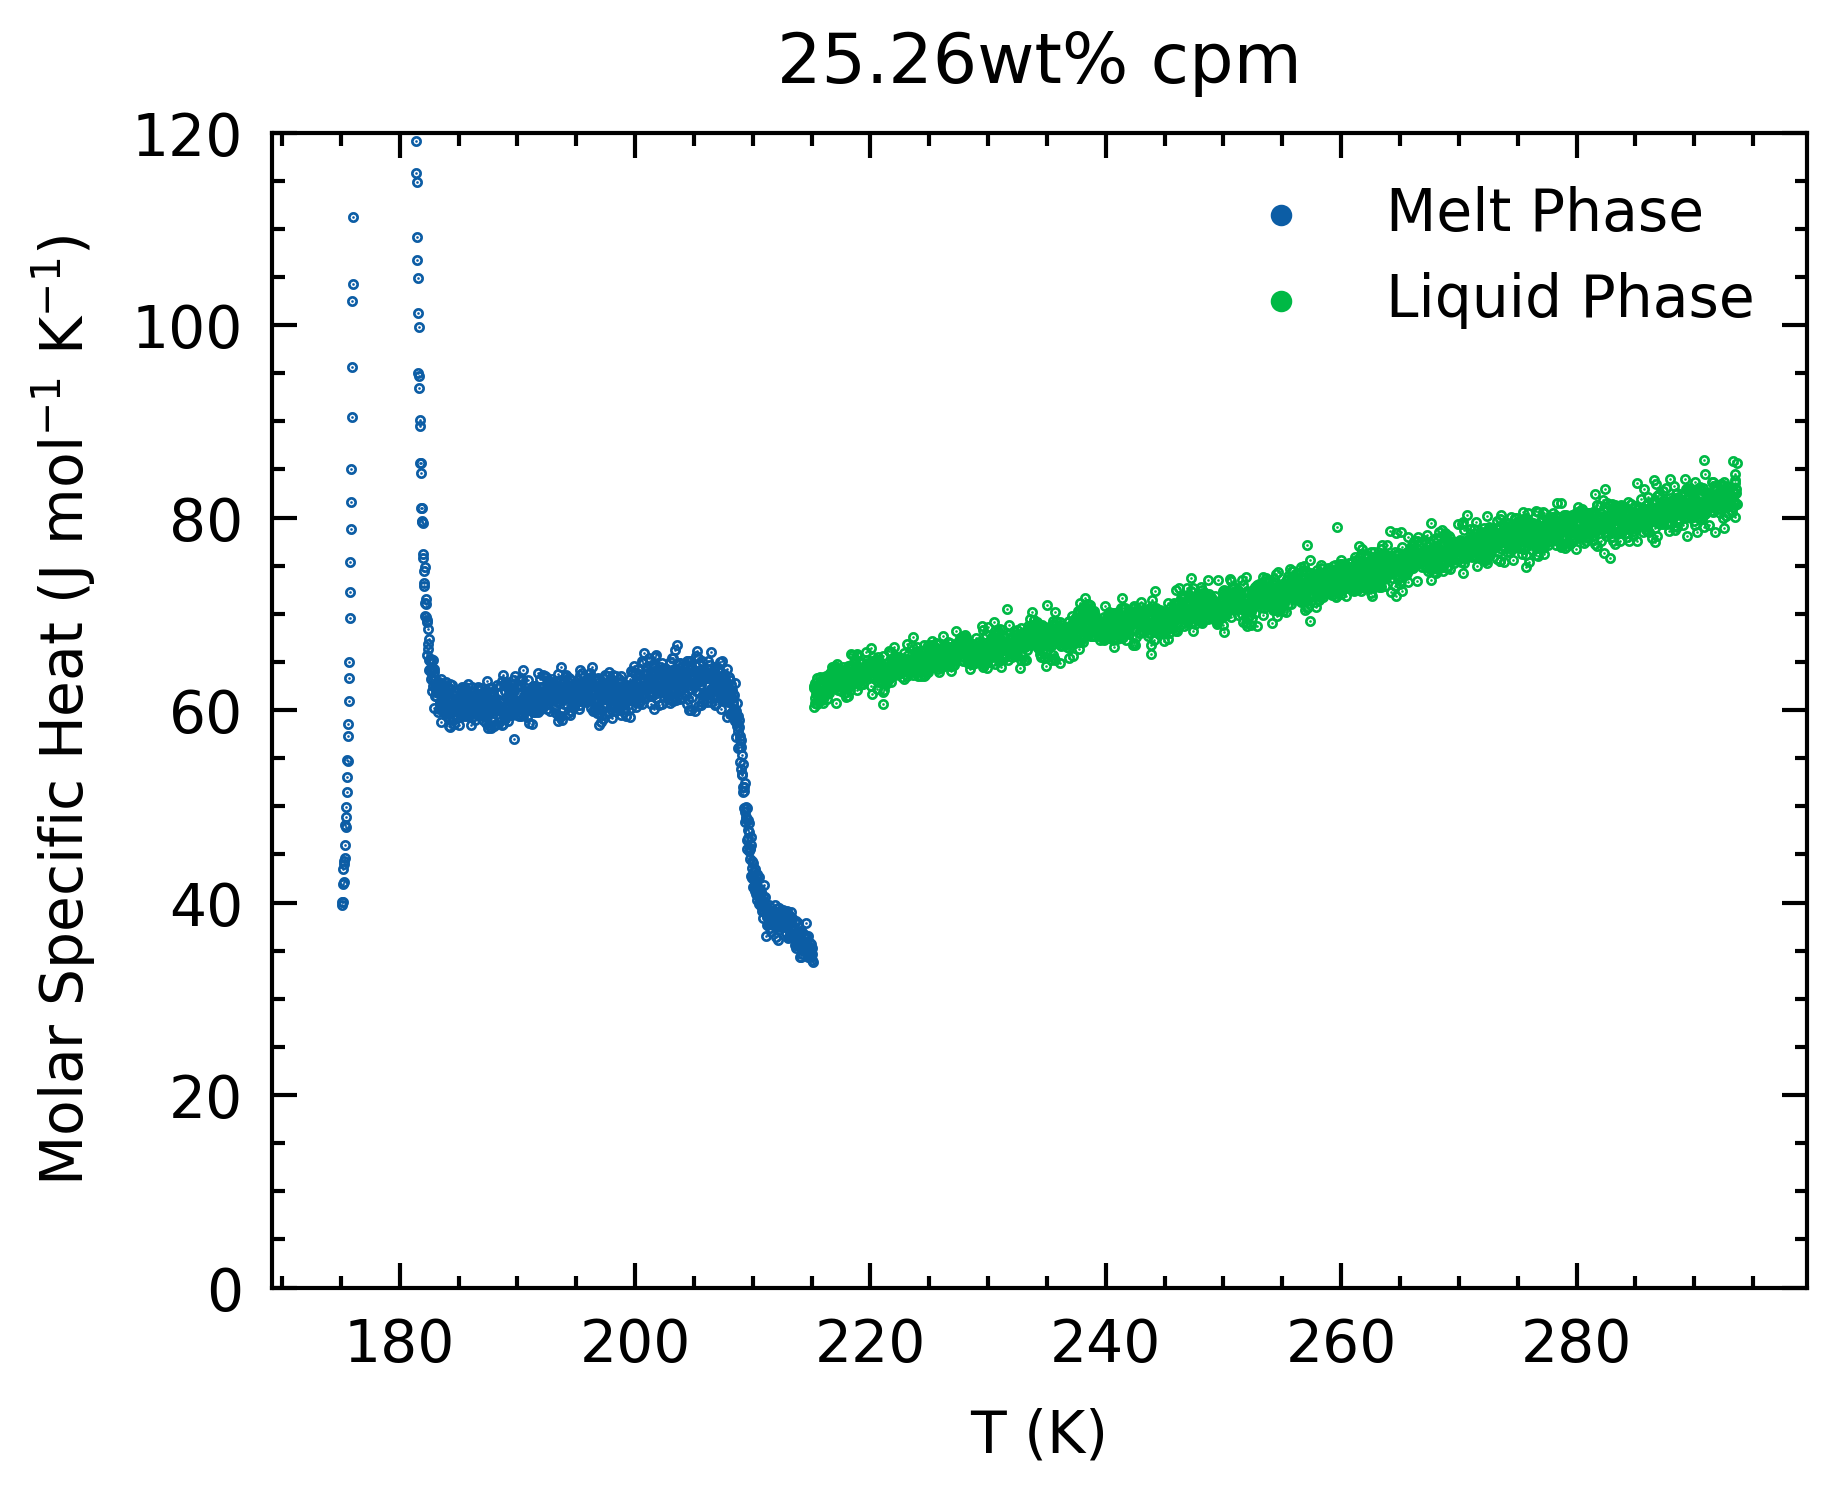 25.26wt% cpm
Molar Specific Heat (J mol⁻¹ K⁻¹)
120
100
80
60
40
20
0
Melt Phase
Liquid Phase
180 200 220 240 260 280
T (K)